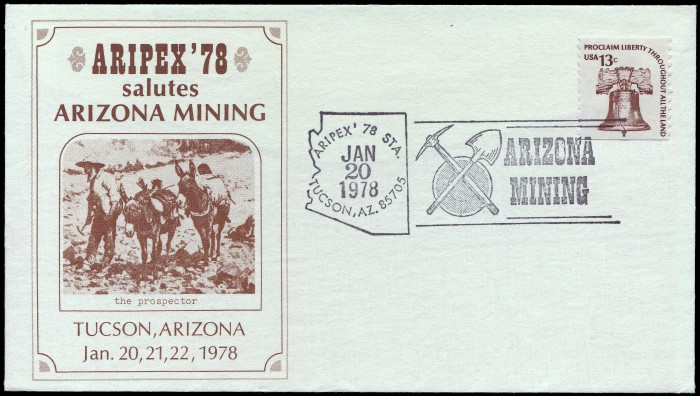 ARIPEX '78
salutes
ARIZONA MINING
the prospector
TUCSON, ARIZONA
Jan. 20, 21, 22, 1978
ARIPEX' 78 STA.
JAN
20
1978
TUCSON, AZ. 85705
ARIZONA
MINING
PROCLAIM LIBERTY THROUGHOUT ALL THE LAND
USA 13c